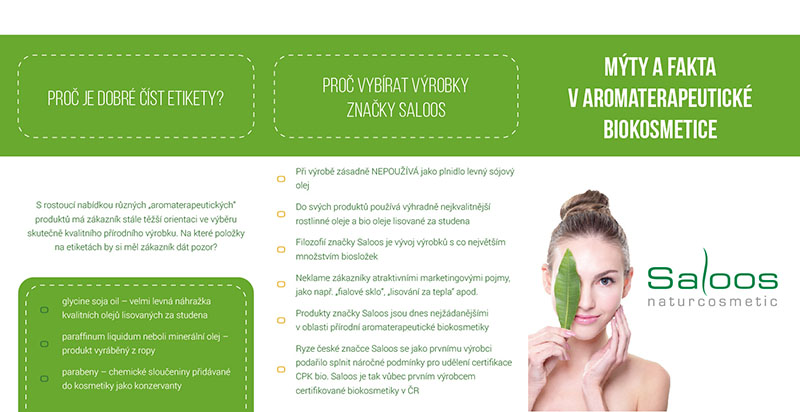 PROČ JE DOBRÉ ČÍST ETIKETY?
S rostoucí nabídkou různých „aromaterapeutických"
produktů má zákazník stále těžší orientaci ve výběru
skutečně kvalitního přírodního výrobku. Na které položky
na etiketách by si měl zákazník dát pozor?
glycine soja oil – velmi levná náhražka
kvalitních olejů lisovaných za studena
paraffinum liquidum neboli minerální olej –
produkt vyráběný z ropy
parabeny – chemické sloučeniny přidávané
do kosmetiky jako konzervanty
PROČ VYBÍRAT VÝROBKY
ZNAČKY SALOOS
Při výrobě zásadně NEPOUŽÍVÁ jako plnidlo levný sójový
olej
Do svých produktů používá výhradně nejkvalitnější
rostlinné oleje a bio oleje lisované za studena
Filozofií značky Saloos je vývoj výrobků s co největším
množstvím biosložek
Neklame zákazníky atraktivními marketingovými pojmy,
jako např: „fialové sklo", „lisování za tepla" apod.
Produkty značky Saloos jsou dnes nejžádanějšími
v oblasti přírodní aromaterapeutické biokosmetiky
Ryze české značce Saloos se jako prvnímu výrobci
podařilo splnit náročné podmínky pro udělení certifikace
CPK bio. Saloos je tak vůbec prvním výrobcem
certifikované biokosmetiky v ČR
MÝTY A FAKTA
V AROMATERAPEUTICKÉ
BIOKOSMETICE
Saloos
naturcosmetic